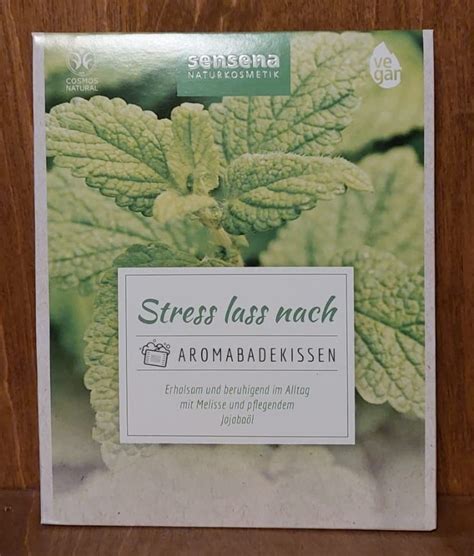 sensena
NATURKOSMETIK
COSMOS
NATURAL
ve
gan
Stress lass nach
AROMABADEKISSEN
Erholsam und beruhigend im Alltag
mit Melisse und pflegendem
Jojobaöl